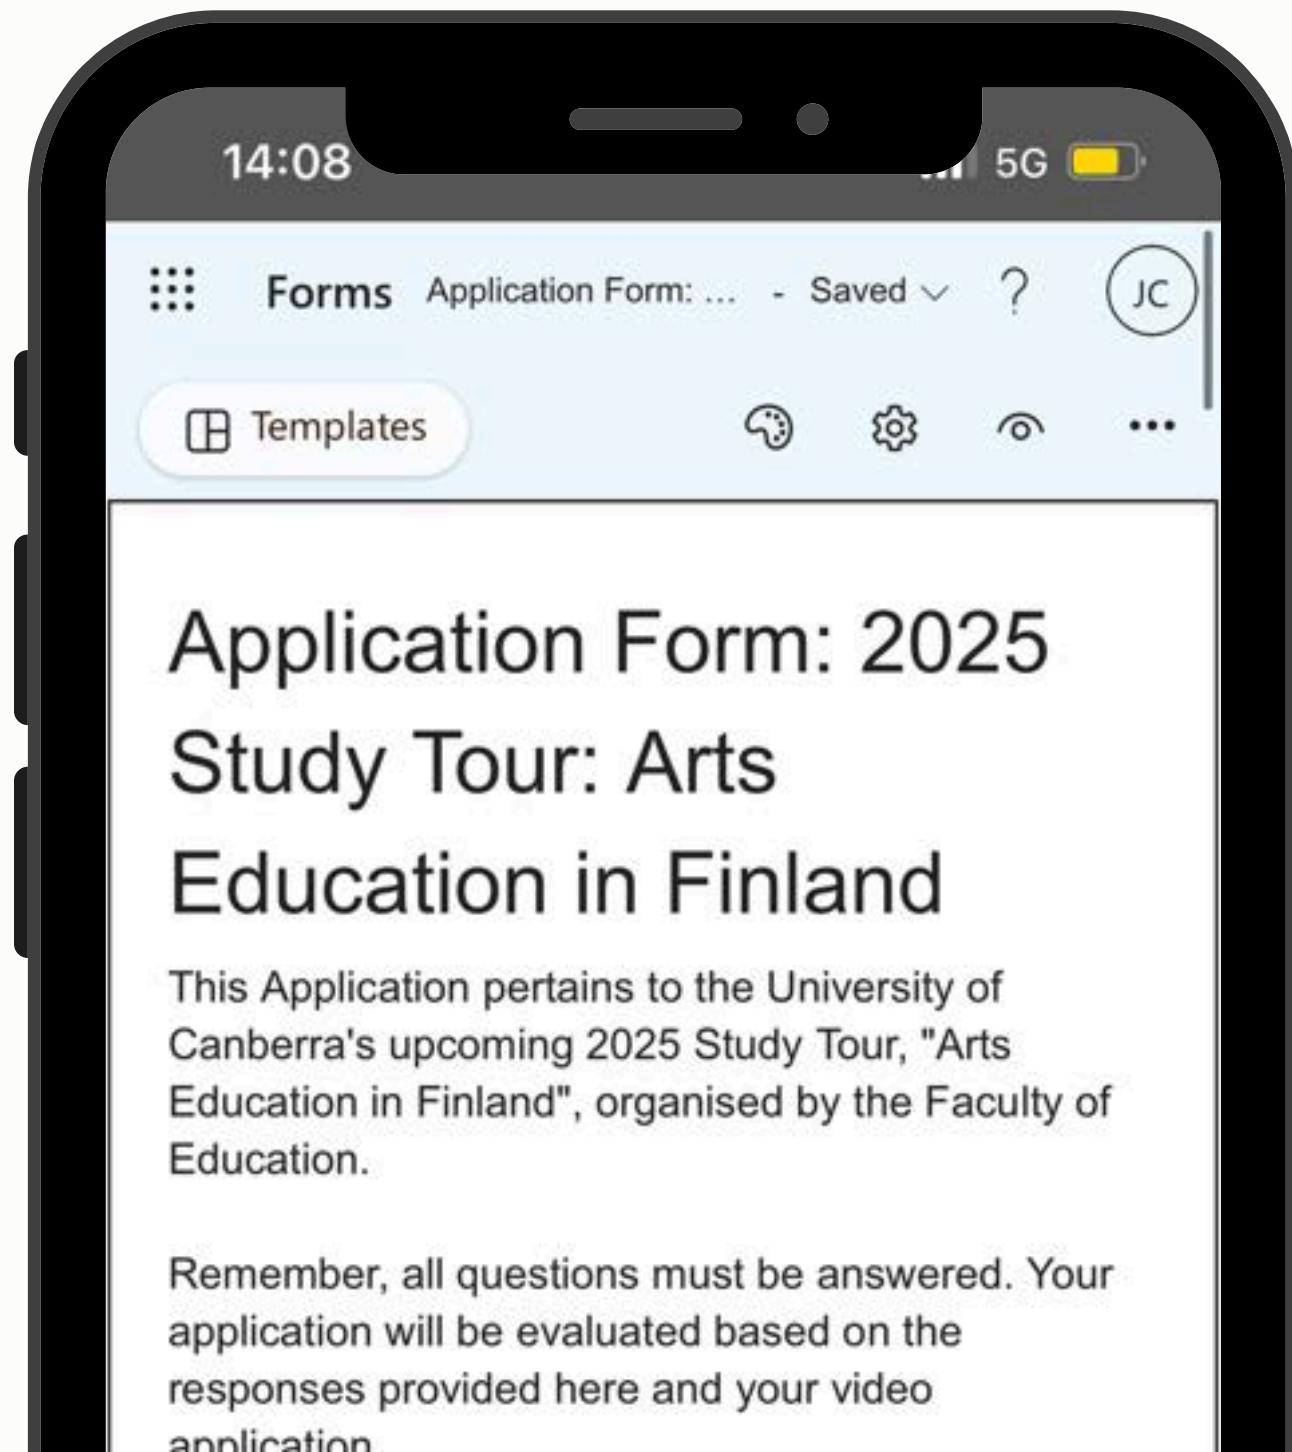 14:08 5G
Forms Application Form: ... - Saved ? JC
Templates
Application Form: 2025
Study Tour: Arts
Education in Finland
This Application pertains to the University of
Canberra's upcoming 2025 Study Tour, "Arts
Education in Finland", organised by the Faculty of
Education.
Remember, all questions must be answered. Your
application will be evaluated based on the
responses provided here and your video
application.